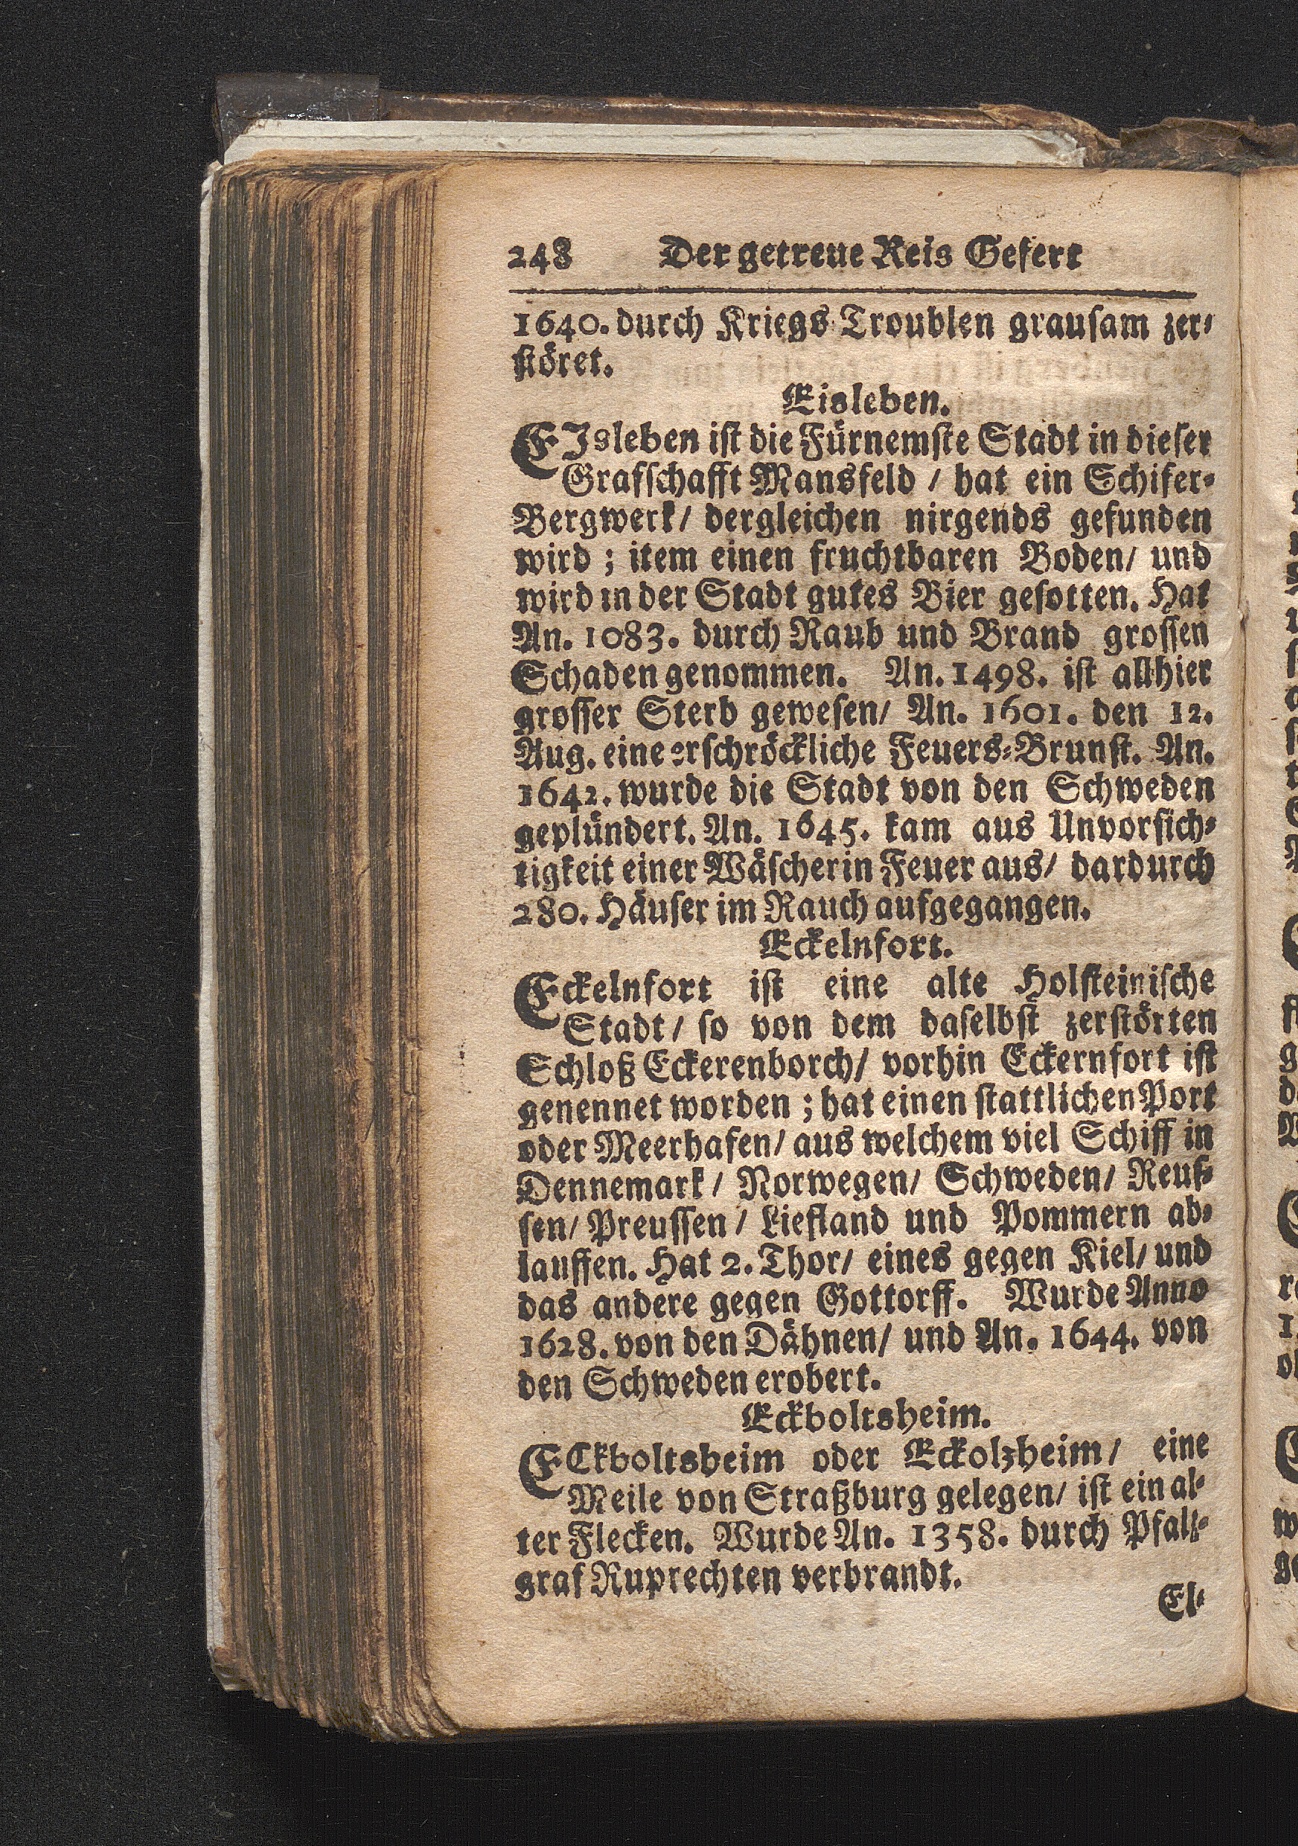 248 Der getreue Reis Gefert
1640. durch Kriegs Troublen grausam zer-
störet.
Eisleben.
EJsleben ist die Fürnemste Stadt in dieser
Grafschafft Mansfeld / hat ein Schifer-
Bergwerk / dergleichen nirgends gefunden
wird ; item einen fruchtbaren Boden / und
wird in der Stadt gutes Bier gesotten. Hat
An. 1083. durch Raub und Brand grossen
Schaden genommen. An. 1498. ist allhier
grosser Sterb gewesen / An. 1601. den 12.
Aug. eine erschröckliche Feuers-Brunst. An.
1642. wurde die Stadt von den Schweden
geplündert. An. 1645. kam aus Unvorsich-
tigkeit einer Wäscherin Feuer aus / dardurch
280. Häuser im Rauch aufgegangen.
Eckelnfort.
Eckelnfort ist eine alte Holsteinische
Stadt / so von dem daselbst zerstörten
Schloß Eckerenborch / vorhin Eckernfort ist
genennet worden ; hat einen stattlichen Port
oder Meerhafen / aus welchem viel Schiff in
Dennemark / Norwegen / Schweden / Reus-
sen / Preussen / Liefland und Pommern ab-
lauffen. Hat 2. Thor / eines gegen Kiel / und
das andere gegen Gottorff. Wurde Anno
1628. von den Dähnen / und An. 1644. von
den Schweden erobert.
Eckboltsheim.
ECkboltsheim oder Eckolzheim / eine
Meile von Straßburg gelegen / ist ein al-
ter Flecken. Wurde An. 1358. durch Pfalz-
graf Ruprechten verbrandt.
El-